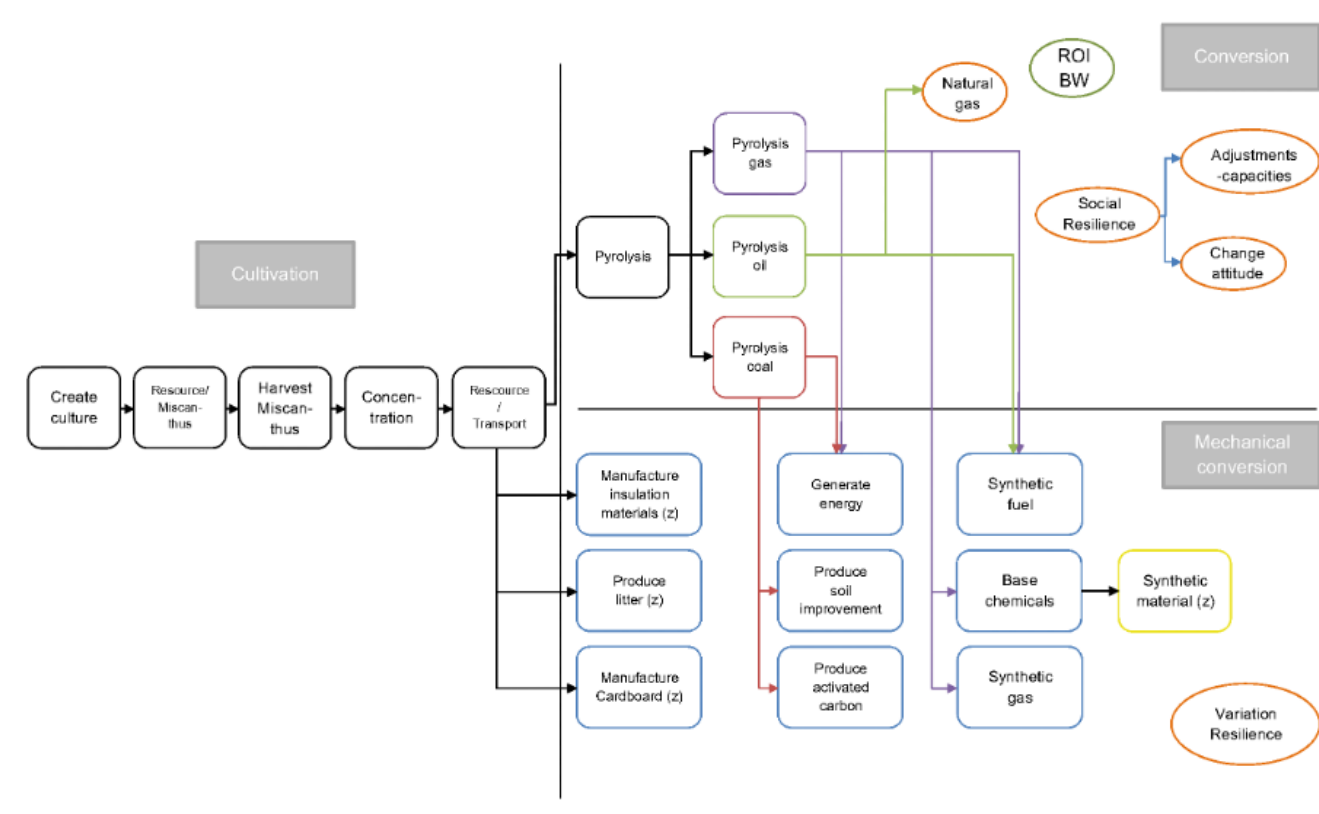 Conversion
ROI
BW
Natural
gas
Pyrolysis
gas
Adjustments
-capacities
Social
Resilience
Change
attitude
Pyrolysis
Pyrolysis
oil
Cultivation
Pyrolysis
coal
Create
culture
Resource/
Miscan-
thus
Harvest
Miscan-
thus
Concen-
tration
Rescource
/
Transport
Mechanical
conversion
Manufacture
insulation
materials (z)
Generate
energy
Synthetic
fuel
Produce
litter (z)
Produce
soil
improvement
Base
chemicals
Synthetic
material (z)
Manufacture
Cardboard (z)
Produce
activated
carbon
Synthetic
gas
Variation
Resilience